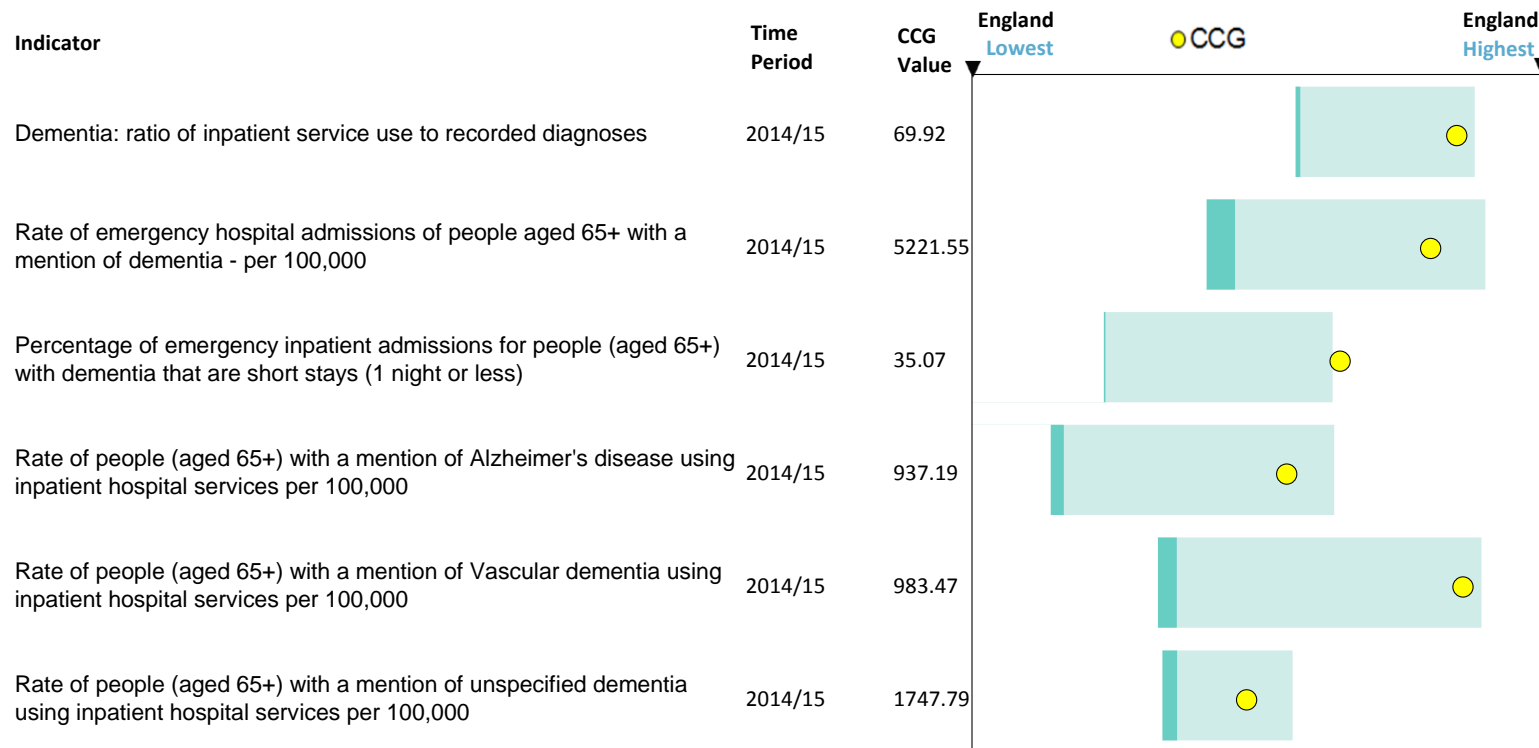 Indicator
Time
Period
CCG
Value
England
Lowest
CCG
England
Highest
Dementia: ratio of inpatient service use to recorded diagnoses
2014/15
69.92
Rate of emergency hospital admissions of people aged 65+ with a
mention of dementia - per 100,000
2014/15
5221.55
Percentage of emergency inpatient admissions for people (aged 65+)
with dementia that are short stays (1 night or less)
2014/15
35.07
Rate of people (aged 65+) with a mention of Alzheimer's disease using
inpatient hospital services per 100,000
2014/15
937.19
Rate of people (aged 65+) with a mention of Vascular dementia using
inpatient hospital services per 100,000
2014/15
983.47
Rate of people (aged 65+) with a mention of unspecified dementia
using inpatient hospital services per 100,000
2014/15
1747.79